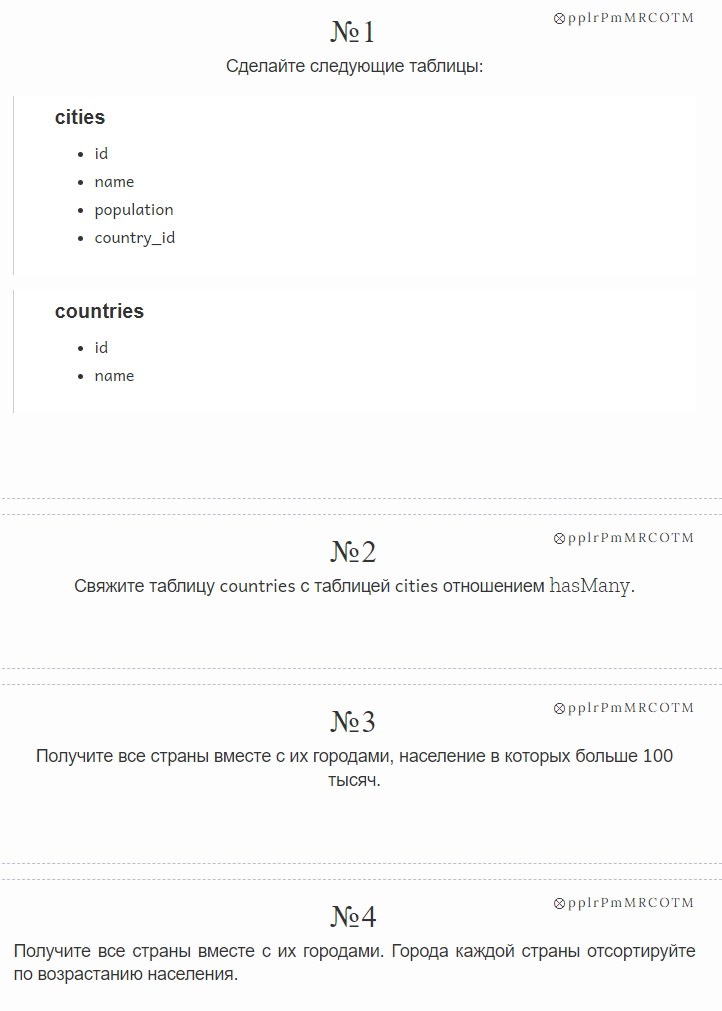 ⊗pplrPmMRCOTM
№1
Сделайте следующие таблицы:
cities
• id
• name
• population
• country_id
countries
• id
• name
⊗pplrPmMRCOTM
№2
Свяжите таблицу countries с таблицей cities отношением hasMany.
⊗pplrPmMRCOTM
№3
Получите все страны вместе с их городами, население в которых больше 100
тысяч.
⊗pplrPmMRCOTM
№4
Получите все страны вместе с их городами. Города каждой страны отсортируйте
по возрастанию населения.